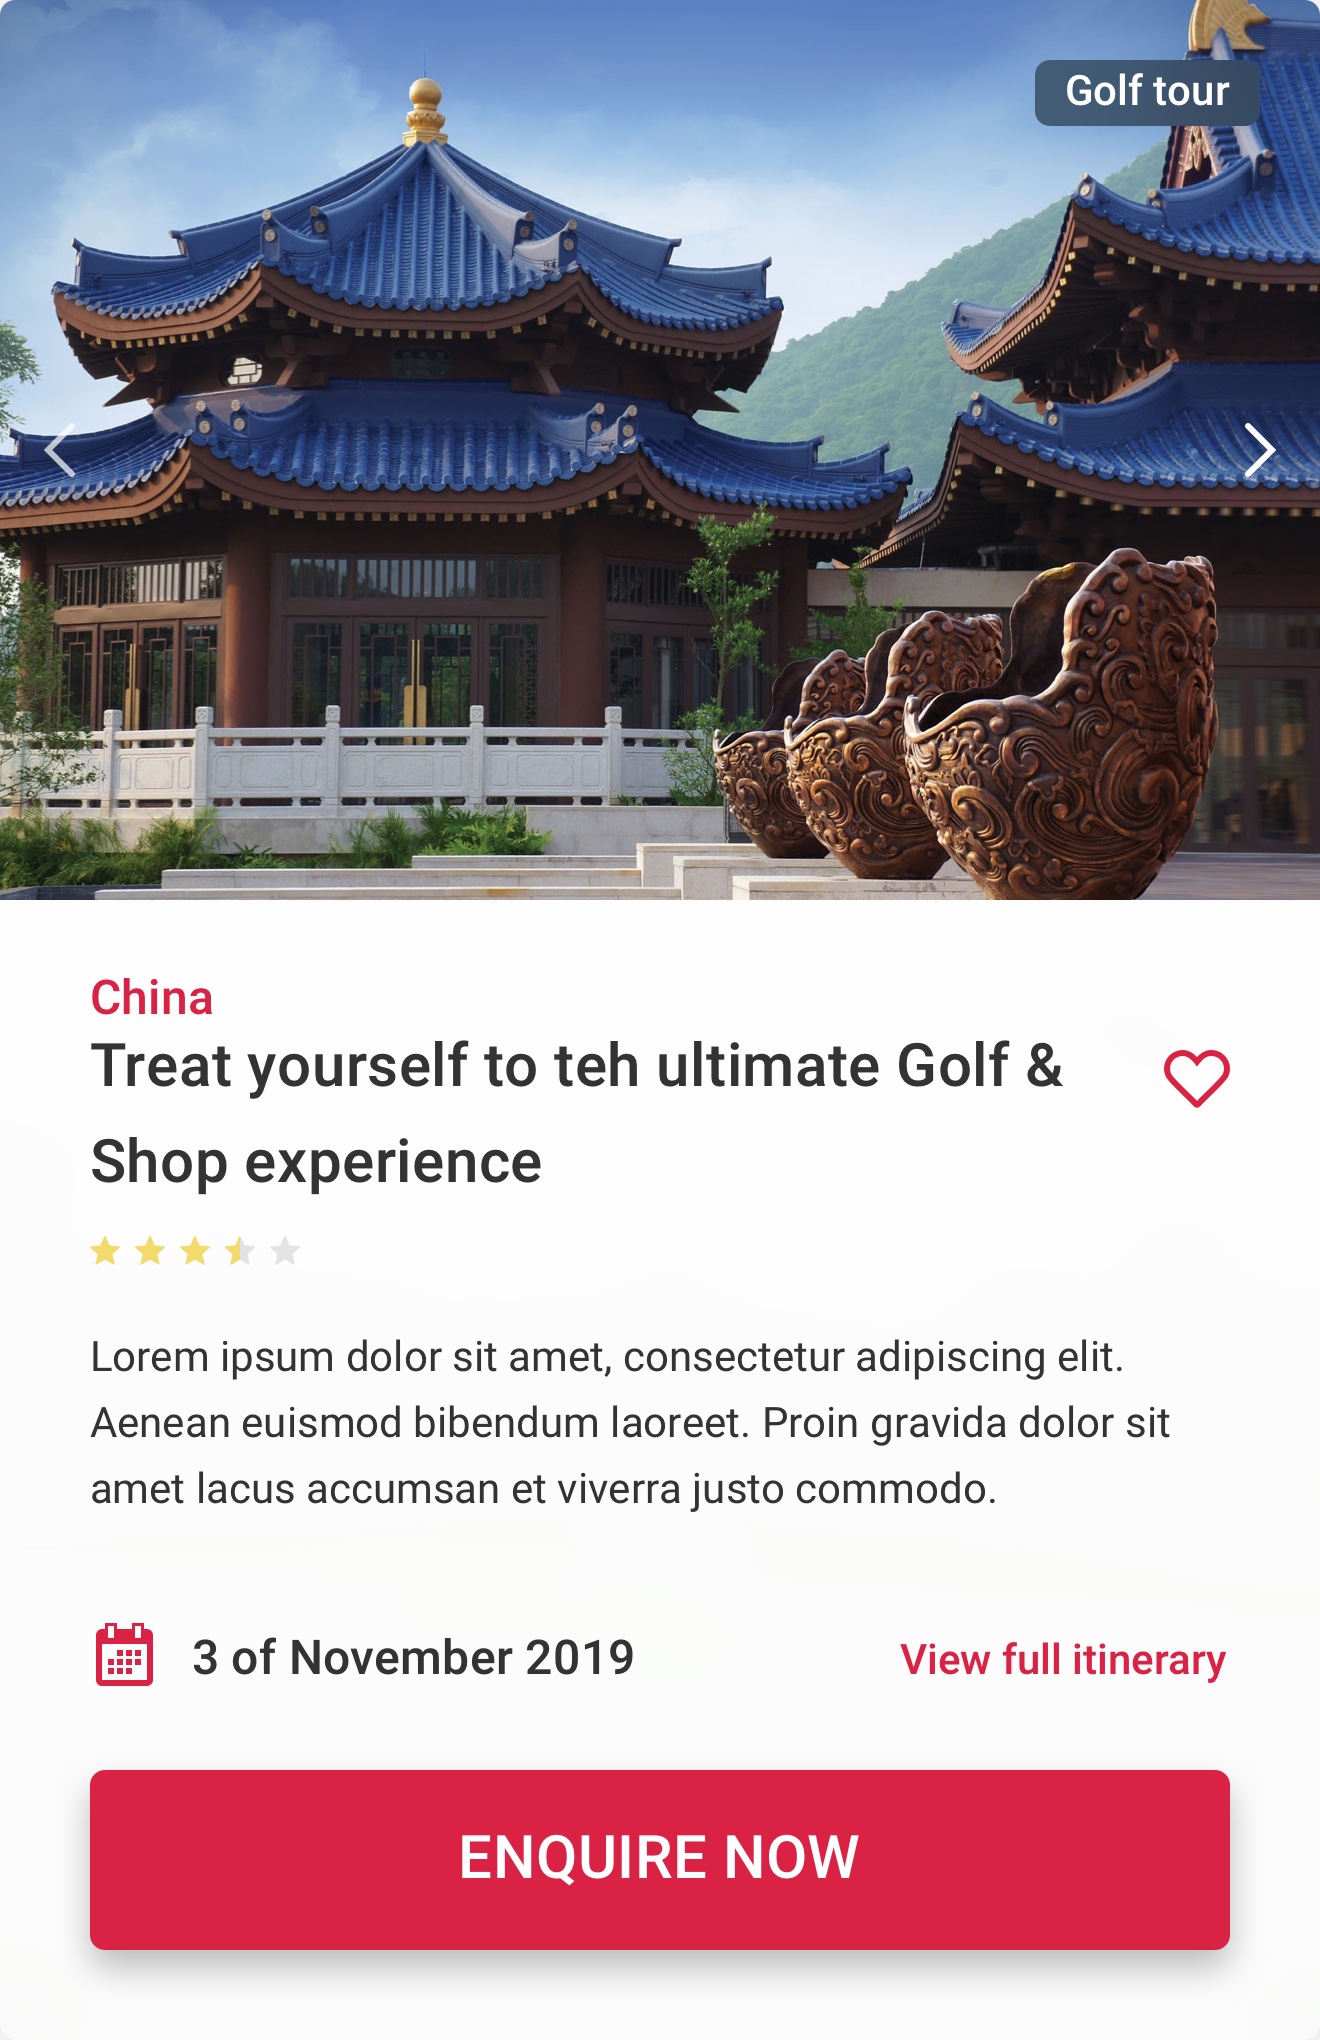 Golf tour
China
Treat yourself to teh ultimate Golf &
Shop experience
Lorem ipsum dolor sit amet, consectetur adipiscing elit.
Aenean euismod bibendum laoreet. Proin gravida dolor sit
amet lacus accumsan et viverra justo commodo.
3 of November 2019
View full itinerary
ENQUIRE NOW